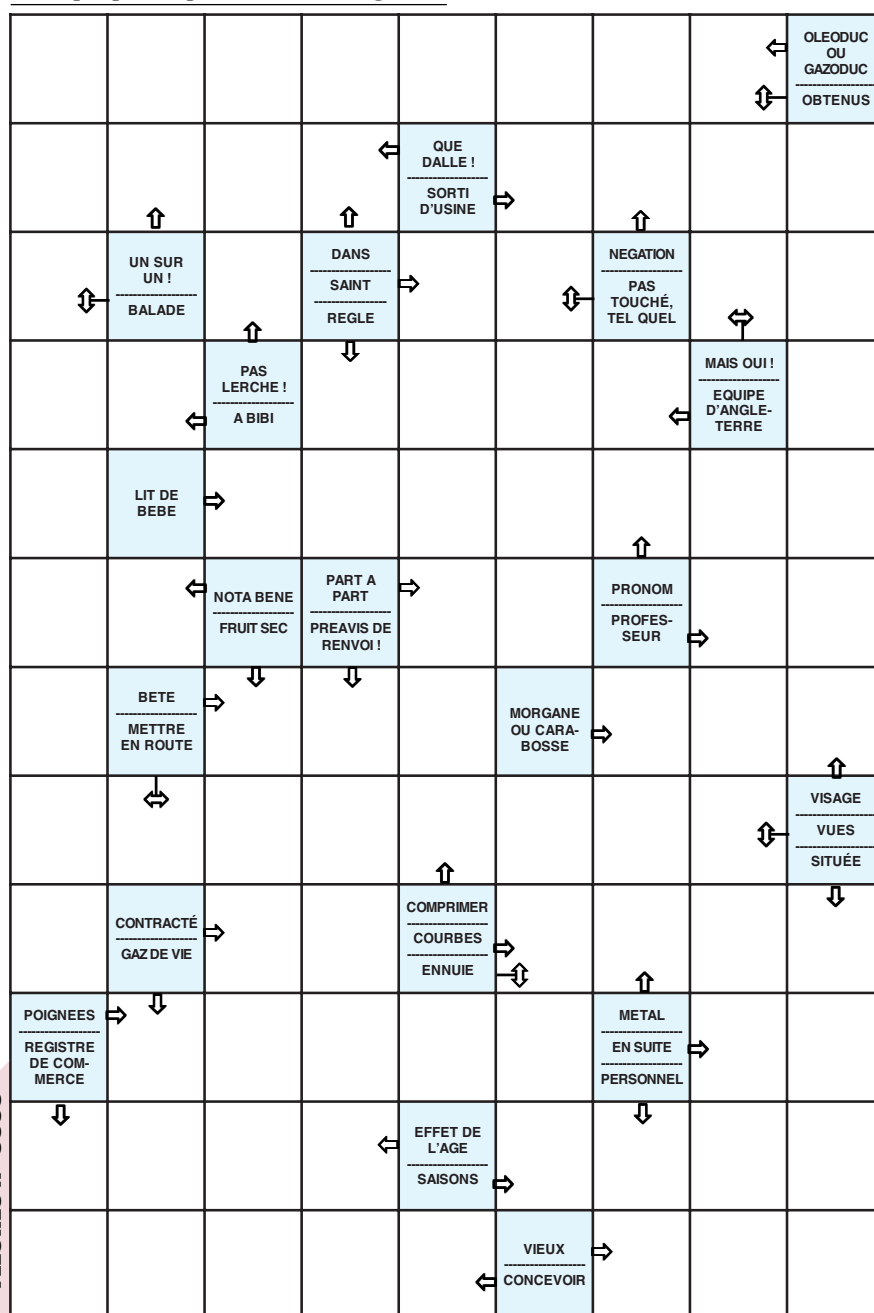 OLEODUC
OU
GAZODUC
OBTENUS
QUE
DALLE !
SORTI
D'USINE
UN SUR
UN !
BALADE
DANS
SAINT
REGLE
NEGATION
PAS
TOUCHÉ,
TEL QUEL
PAS
LERCHE !
A BIBI
MAIS OUI !
EQUIPE
D'ANGLE-
TERRE
LIT DE
BEBE
NOTA BENE
FRUIT SEC
PART A
PART
PREAVIS DE
RENVOI !
PRONOM
PROFES-
SEUR
BETE
METTRE
EN ROUTE
MORGANE
OU CARA-
BOSSE
VISAGE
VUES
SITUÉE
CONTRACTÉ
GAZ DE VIE
COMPRIMER
COURBES
ENNUIE
POIGNEES
REGISTRE
DE COM-
MERCE
METAL
EN SUITE
PERSONNEL
EFFET DE
L'AGE
SAISONS
VIEUX
CONCEVOIR